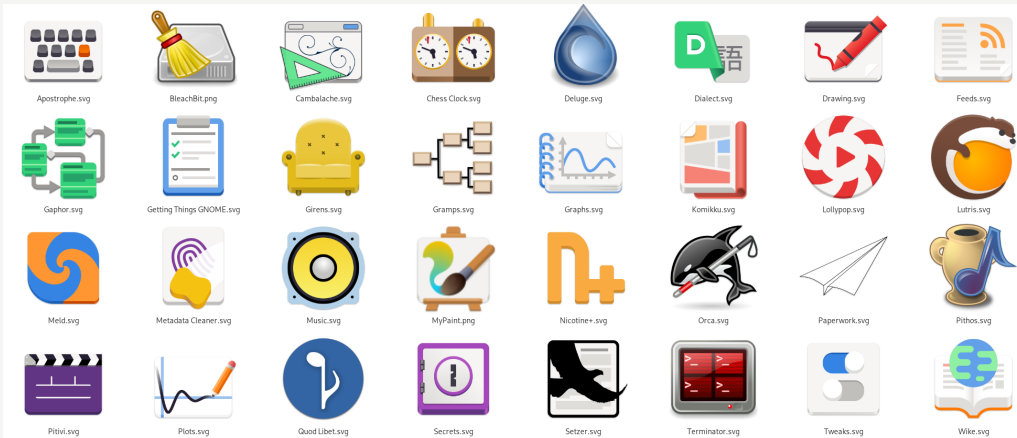 Apostrophe.svg
BleachBit.png
Cambalache.svg
Chess Clock.svg
Deluge.svg
D 語
Dialect.svg
Drawing.svg
Feeds.svg
Gaphor.svg
Getting Things GNOME.svg
Girens.svg
Gramps.svg
Graphs.svg
Komikku.svg
Lollypop.svg
Lutris.svg
Meld.svg
Metadata Cleaner.svg
Music.svg
MyPaint.png
n+
Nicotine+.svg
Orca.svg
Paperwork.svg
Pithos.svg
Pitivi.svg
Plots.svg
Quod Libet.svg
Secrets.svg
Setzer.svg
>_ >_
>_ >_
Terminator.svg
Tweaks.svg
Wike.svg